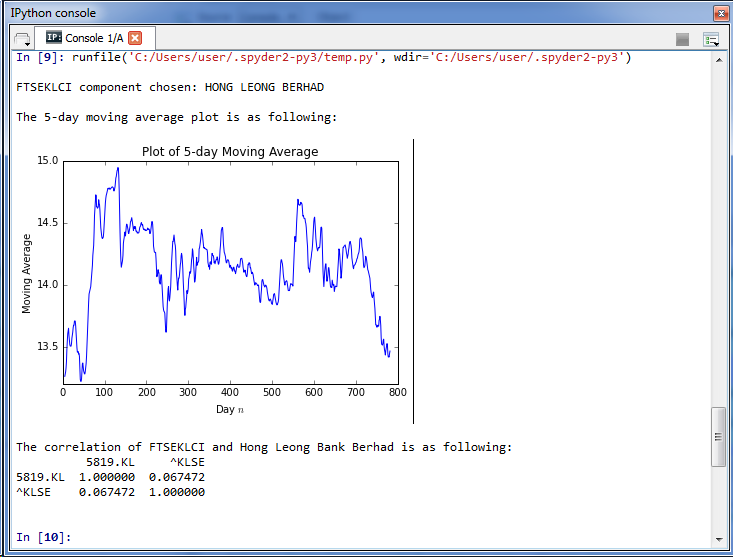 IPython console
IP: Console 1/A
In [9]: runfile('C:/Users/user/.spyder2-py3/temp.py', wdir='C:/Users/user/.spyder2-py3')
FTSEKLCI component chosen: HONG LEONG BERHAD
The 5-day moving average plot is as following:
Plot of 5-day Moving Average
15.0
14.5
14.0
13.5
Moving Average
0 100 200 300 400 500 600 700 800
Day n
The correlation of FTSEKLCI and Hong Leong Bank Berhad is as following:
5819.KL ^KLSE
5819.KL 1.000000 0.067472
^KLSE 0.067472 1.000000
In [10]: